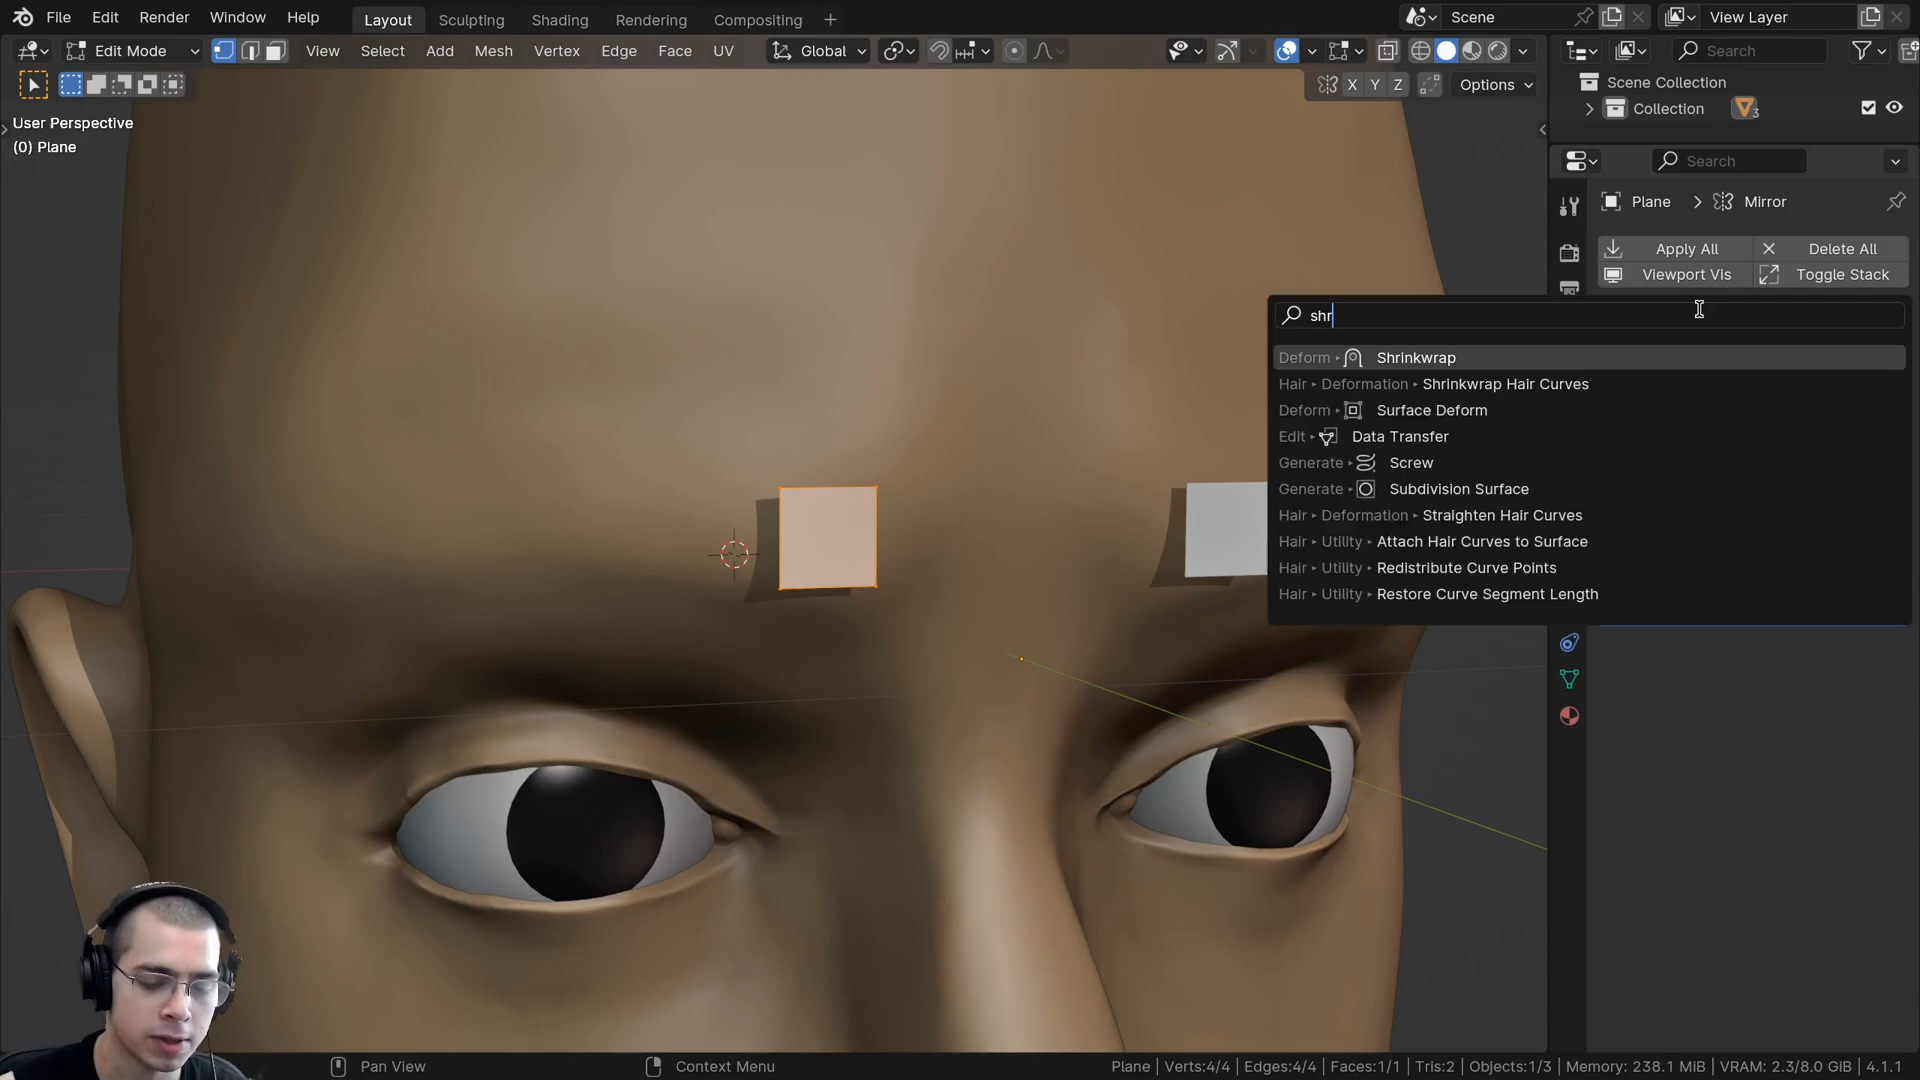 File Edit Render Window Help Layout Sculpting Shading Rendering Compositing + Scene View Layer
Edit Mode View Select Add Mesh Vertex Edge Face UV Global Search
X Y Z Options
Scene Collection
Collection 3
User Perspective
(0) Plane
Search
Plane > Mirror
Apply All Delete All
Viewport Vis Toggle Stack
shr
Deform ▸ Shrinkwrap
Hair ▸ Deformation ▸ Shrinkwrap Hair Curves
Deform ▸ Surface Deform
Edit ▸ Data Transfer
Generate ▸ Screw
Generate ▸ Subdivision Surface
Hair ▸ Deformation ▸ Straighten Hair Curves
Hair ▸ Utility ▸ Attach Hair Curves to Surface
Hair ▸ Utility ▸ Redistribute Curve Points
Hair ▸ Utility ▸ Restore Curve Segment Length
Pan View Context Menu Plane | Verts:4/4 | Edges:4/4 | Faces:1/1 | Tris:2 | Objects:1/3 | Memory: 238.1 MiB | VRAM: 2.3/8.0 GiB | 4.1.1